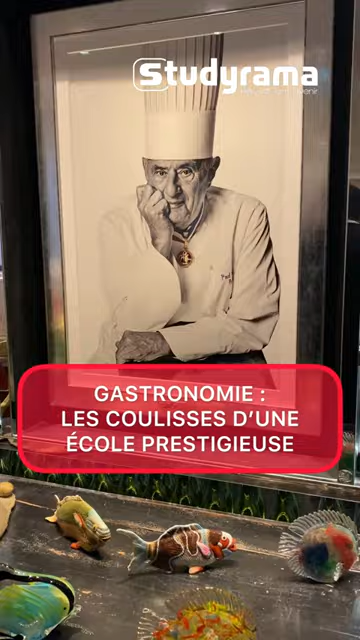 Studyrama
GASTRONOMIE :
LES COULISSES D'UNE
ÉCOLE PRESTIGIEUSE